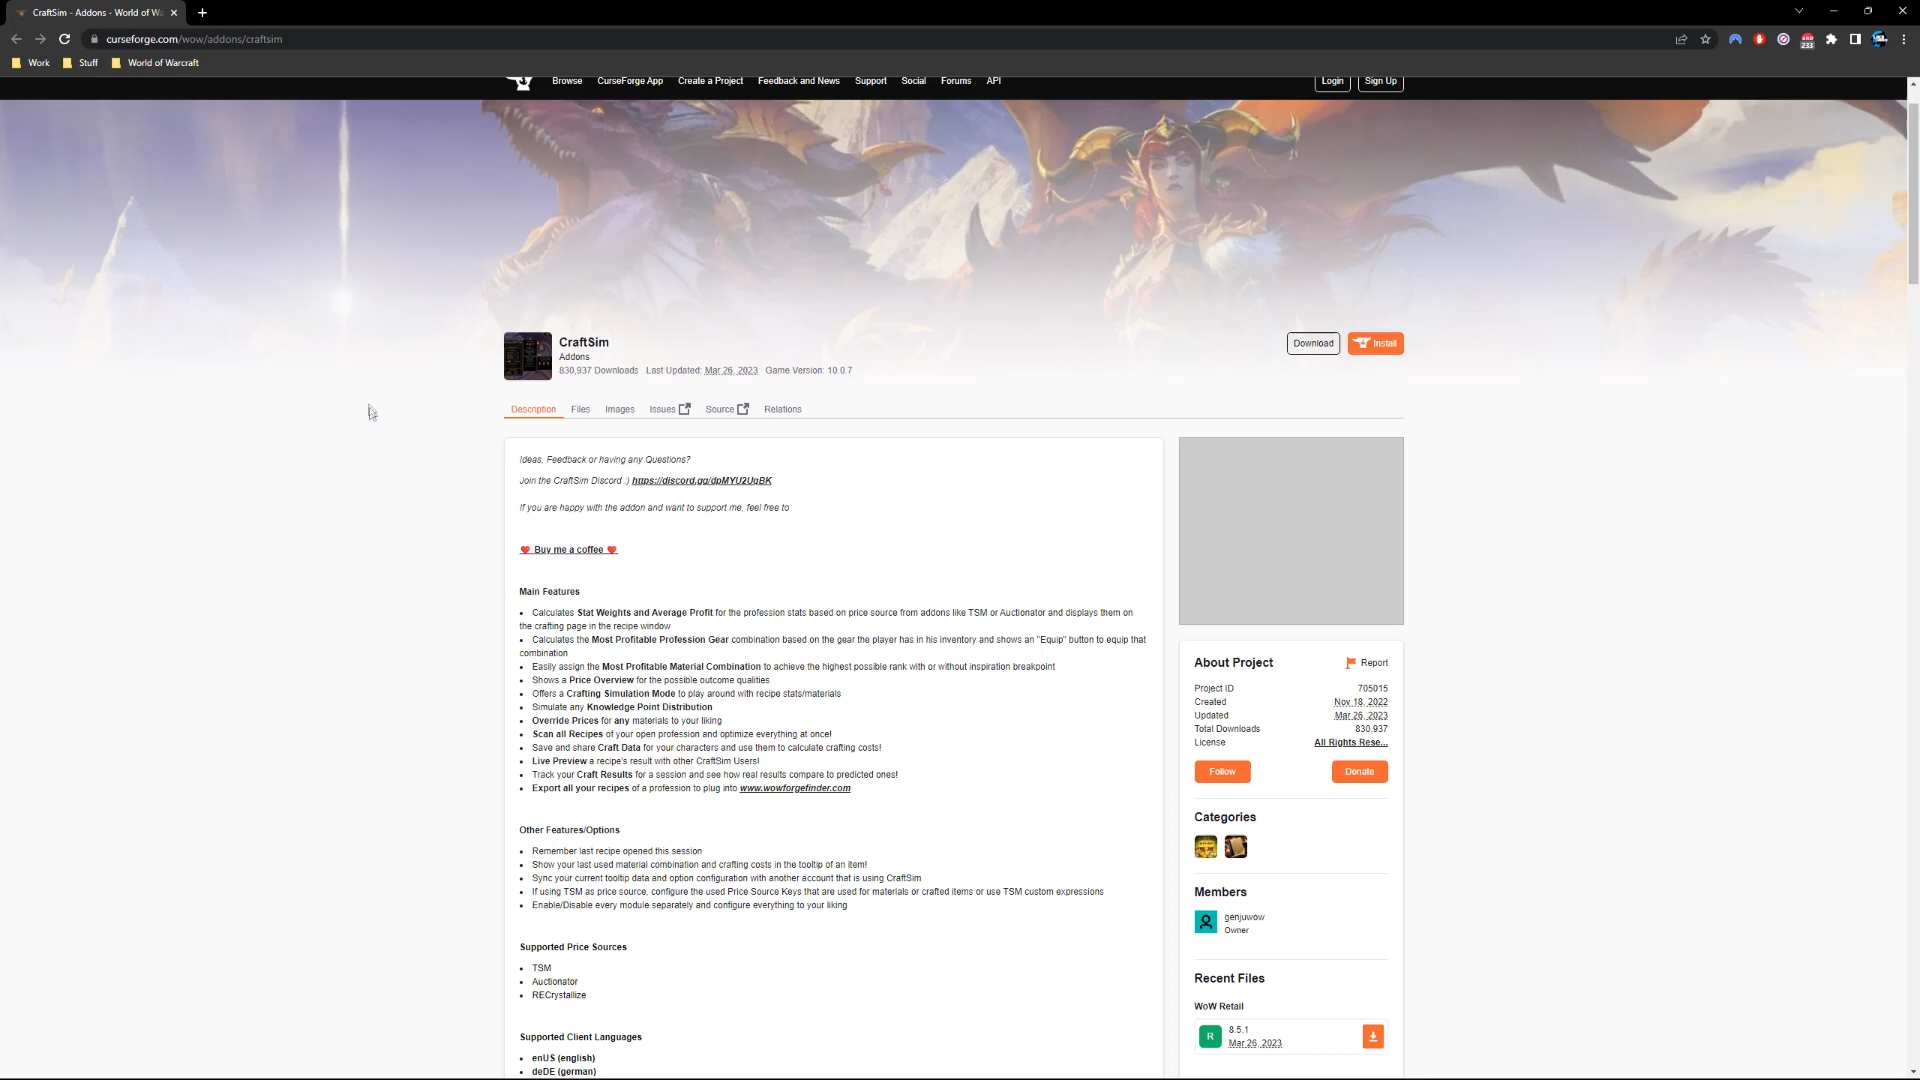 CraftSim - Addons - World of Wa
curseforge.com/wow/addons/craftsim
233
Work Stuff World of Warcraft
Browse CurseForge App Create a Project Feedback and News Support Social Forums API Login Sign Up
CraftSim
Addons
830,937 Downloads Last Updated: Mar 26, 2023 Game Version: 10.0.7
Download Install
Description Files Images Issues Source Relations
Ideas, Feedback or having any Questions?
Join the CraftSim Discord :) https://discord.gg/dpMYU2UqBK
If you are happy with the addon and want to support me, feel free to
❤ Buy me a coffee ❤
Main Features
• Calculates Stat Weights and Average Profit for the profession stats based on price source from addons like TSM or Auctionator and displays them on
the crafting page in the recipe window
• Calculates the Most Profitable Profession Gear combination based on the gear the player has in his inventory and shows an "Equip" button to equip that
combination
• Easily assign the Most Profitable Material Combination to achieve the highest possible rank with or without inspiration breakpoint
• Shows a Price Overview for the possible outcome qualities
• Offers a Crafting Simulation Mode to play around with recipe stats/materials
• Simulate any Knowledge Point Distribution
• Override Prices for any materials to your liking
• Scan all Recipes of your open profession and optimize everything at once!
• Save and share Craft Data for your characters and use them to calculate crafting costs!
• Live Preview a recipe's result with other CraftSim Users!
• Track your Craft Results for a session and see how real results compare to predicted ones!
• Export all your recipes of a profession to plug into www.wowforgefinder.com
Other Features/Options
• Remember last recipe opened this session
• Show your last used material combination and crafting costs in the tooltip of an item!
• Sync your current tooltip data and option configuration with another account that is using CraftSim
• If using TSM as price source, configure the used Price Source Keys that are used for materials or crafted items or use TSM custom expressions
• Enable/Disable every module separately and configure everything to your liking
Supported Price Sources
• TSM
• Auctionator
• RECrystallize
Supported Client Languages
• enUS (english)
• deDE (german)
About Project Report
Project ID 705015
Created Nov 18, 2022
Updated Mar 26, 2023
Total Downloads 830,937
License All Rights Rese...
Follow Donate
Categories
Members
genjuwow
Owner
Recent Files
WoW Retail
R 8.5.1
Mar 26, 2023